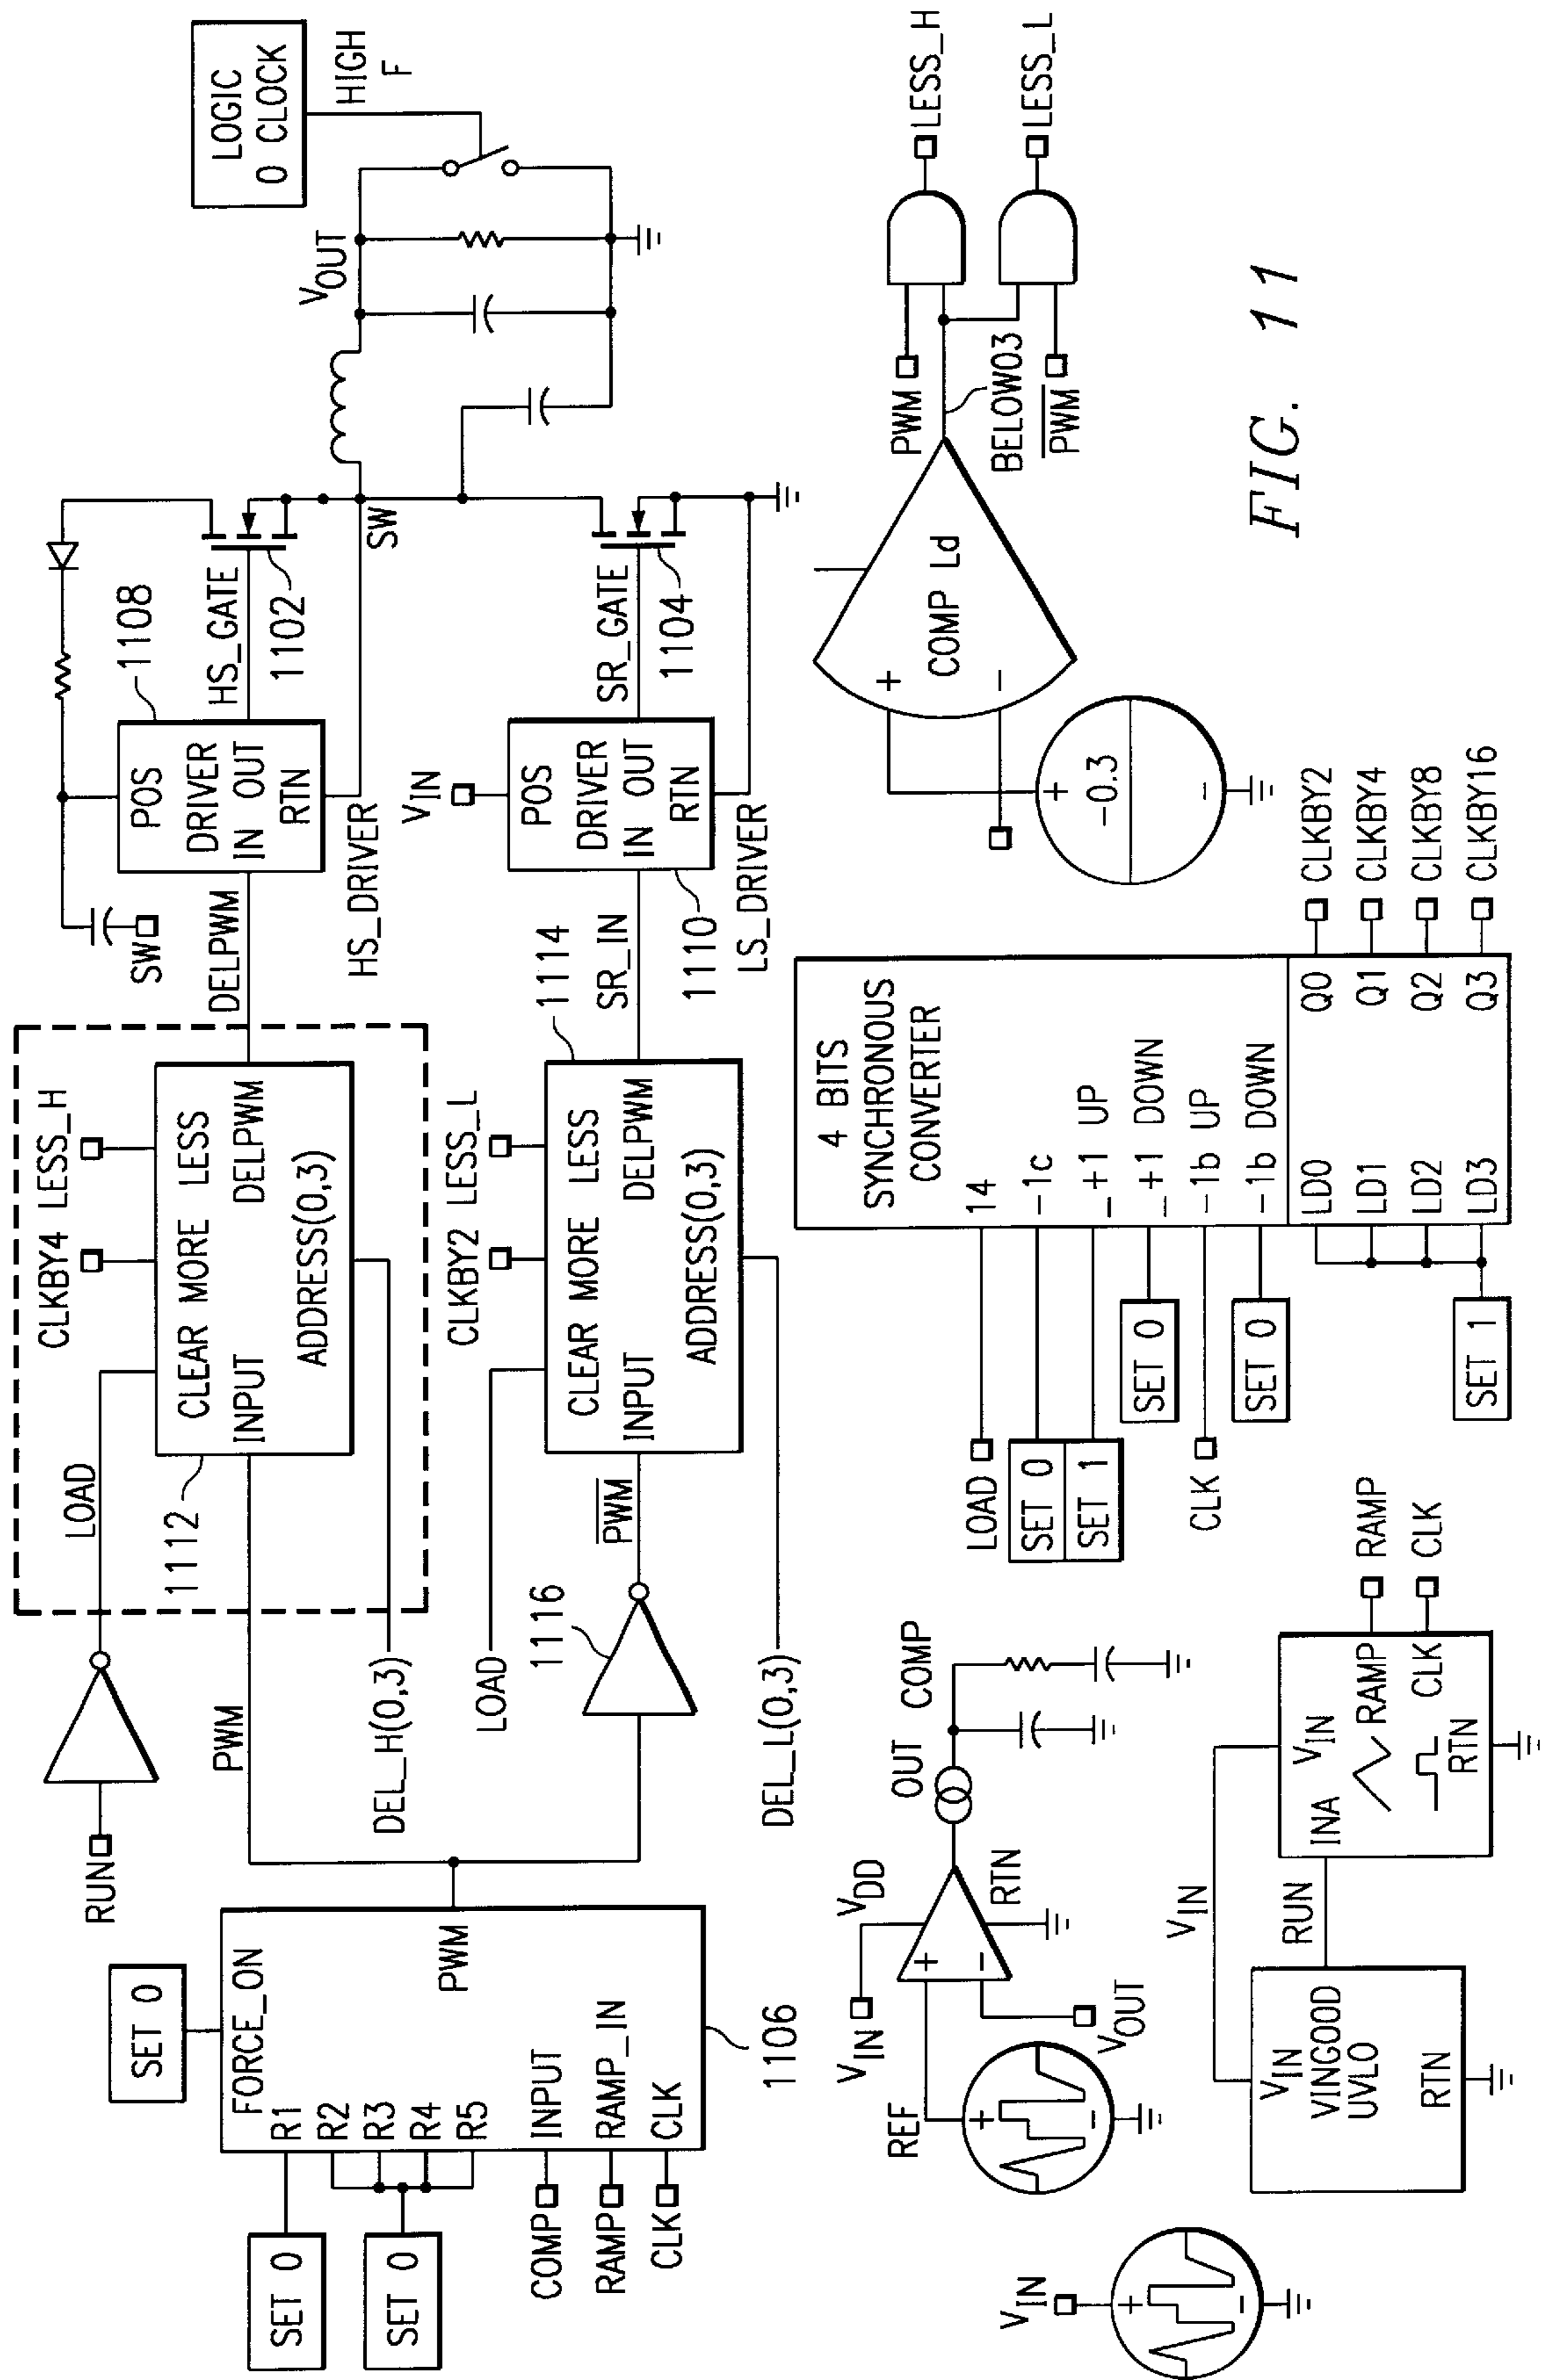 SET 0
FORCE_ON
SET 0
R1
R2
R3
R4
R5
SET 0
PWM
COMP
INPUT
RAMP
RAMP_IN
CLK
CLK
1106
RUN
LOAD
PWM
1112
CLKBY4
LESS_H
CLEAR MORE LESS
INPUT
DELPWM
ADDRESS(0,3)
DEL_H(0,3)
LOAD
1116
PWM
CLKBY2
LESS_L
1114
CLEAR MORE LESS
INPUT
DELPWM
ADDRESS(0,3)
DEL_L(0,3)
SW
DELPWM
POS
DRIVER
IN OUT
RTN
1108
HS_DRIVER
HS_GATE
1102
SW
VIN
SR_IN
POS
DRIVER
IN OUT
RTN
1110
LS_DRIVER
SR_GATE
1104
VOUT
LOGIC
0 CLOCK
HIGH
F
VIN
+
-
REF
+
-
VIN
VDD
+
-
RTN
VOUT
OUT
COMP
VIN
VIN
VINGOOD
UVLO
RTN
RUN
VIN
INA
RAMP
CLK
RTN
RAMP
CLK
4 BITS
SYNCHRONOUS
CONVERTER
LOAD
14
SET 0
-1c
SET 1
_+1 UP
SET 0
_+1 DOWN
CLK
-1b UP
SET 0
-1b DOWN
LD0
Q0
CLKBY2
LD1
Q1
CLKBY4
LD2
Q2
CLKBY8
LD3
Q3
CLKBY16
SET 1
+
-0.3
-
+
-
COMP Ld
BELOW03
PWM
PWM
LESS_H
LESS_L
FIG. 11